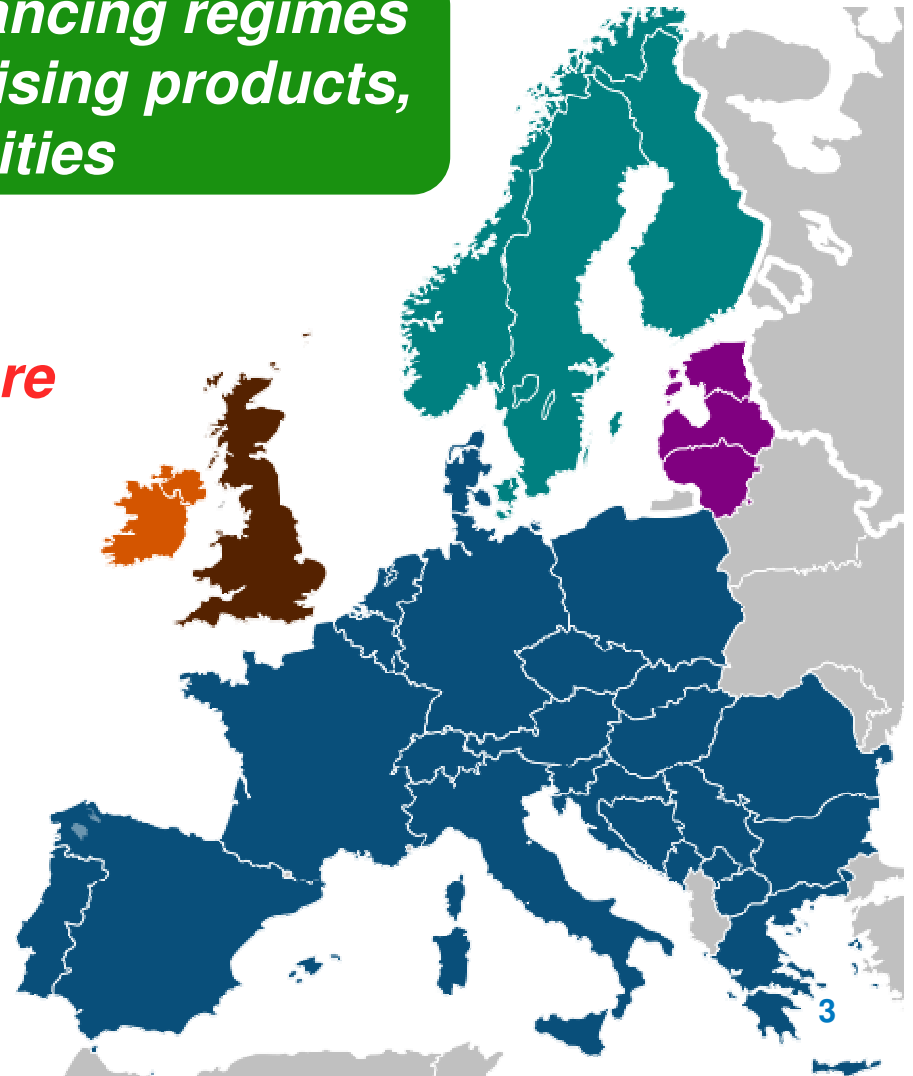 ancing regimes
ising products,
ities
re
3